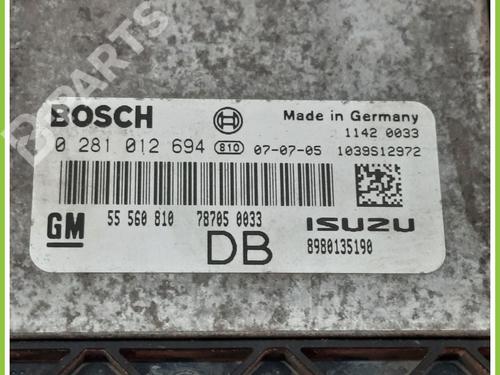 B-PARTS
BOSCH
Made in Germany
1142 0033
0 281 012 694 810 07-07-05 1039S12972
GM 55 560 810 78705 0033 ISUZU
DB 8980135190